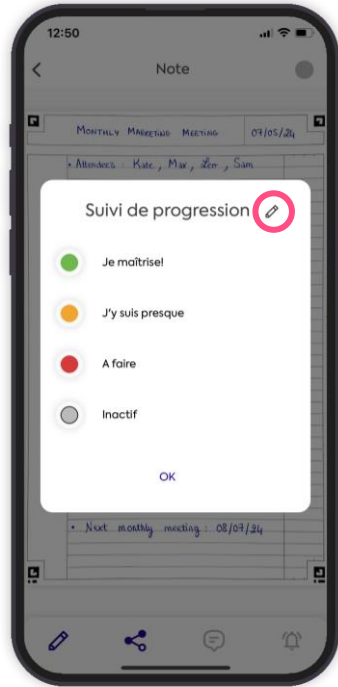 12:50
Note
Monthly Marketing Meeting 07/05/24
• Attendees : Kate, Max, Leo, Sam
Suivi de progression
Je maîtrise!
J'y suis presque
A faire
Inactif
OK
• Next monthly meeting : 08/07/24